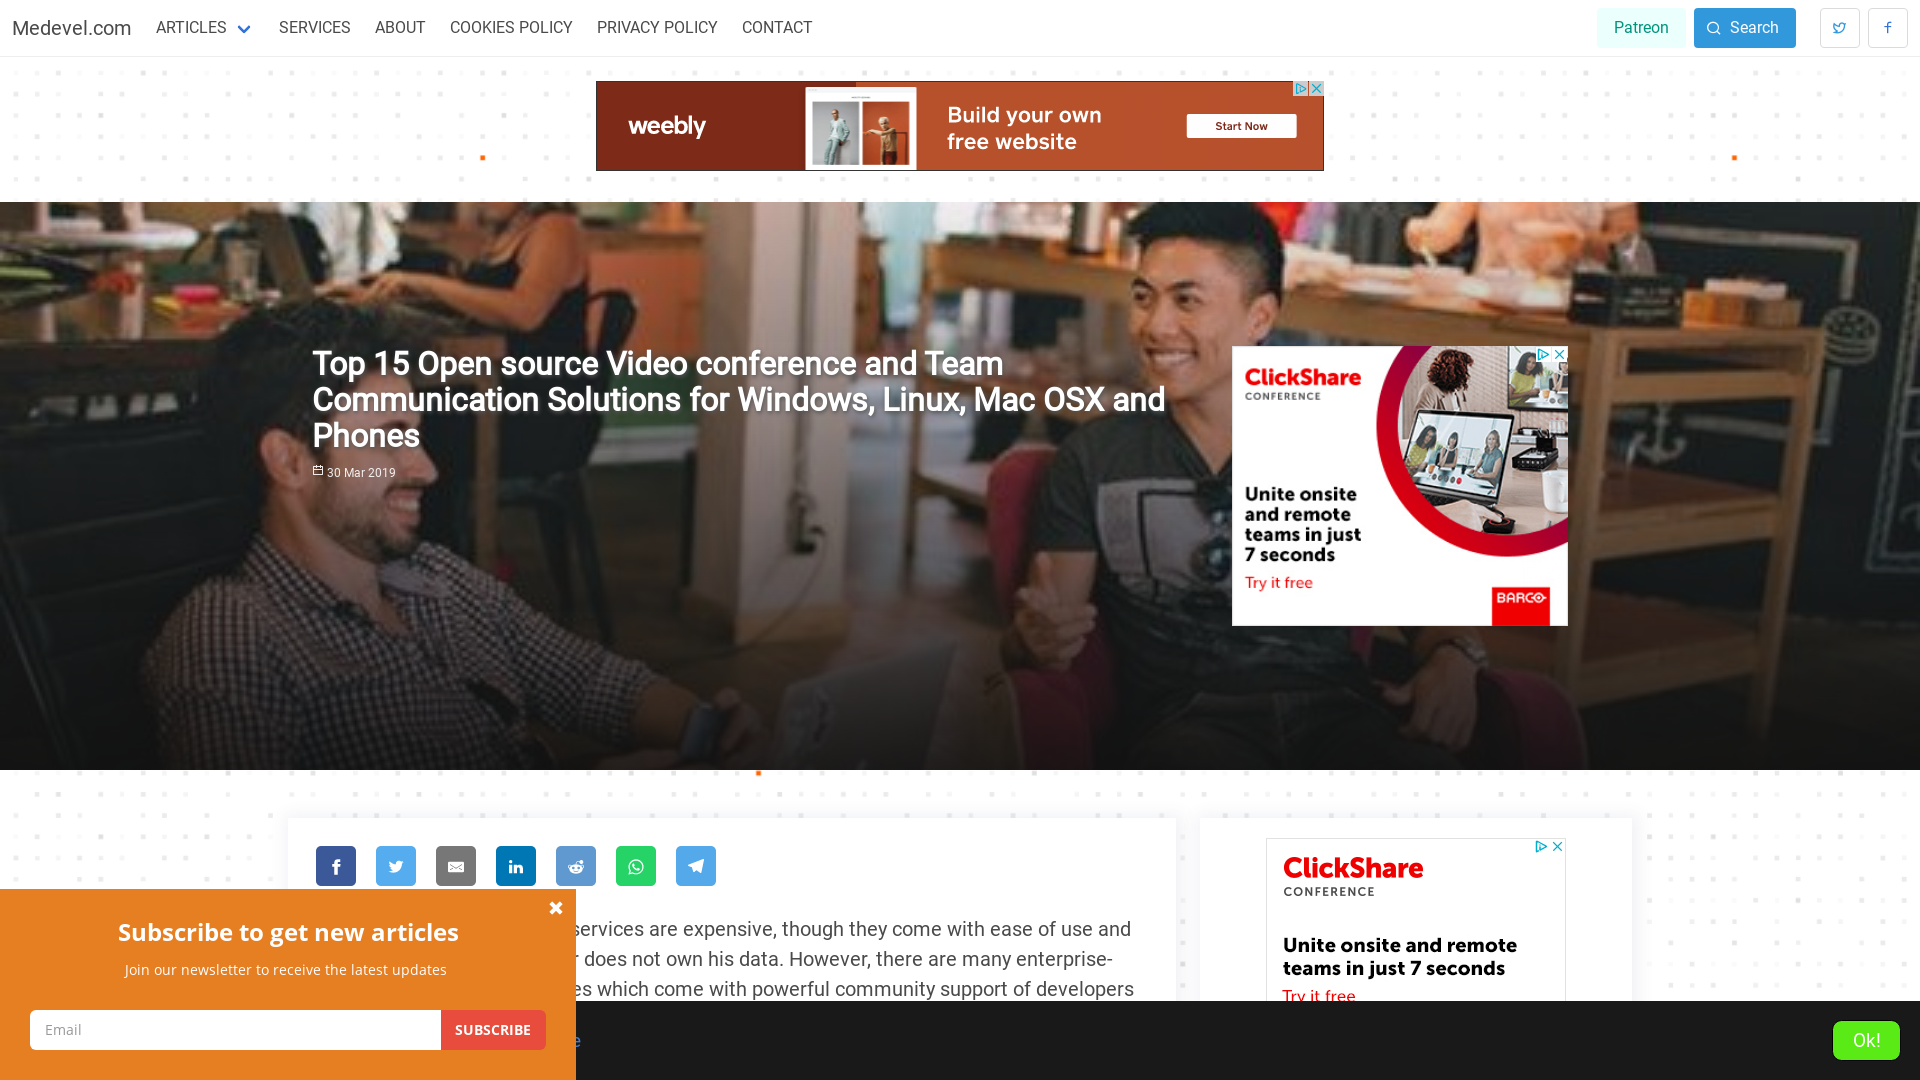 Medevel.com
ARTICLES
SERVICES
ABOUT
COOKIES POLICY
PRIVACY POLICY
CONTACT
Patreon
Search
weebly
Build your own
free website
Start Now
Top 15 Open source Video conference and Team
Communication Solutions for Windows, Linux, Mac OSX and
Phones
30 Mar 2019
ClickShare
CONFERENCE
Unite onsite
and remote
teams in just
7 seconds
Try it free
BARCO
services are expensive, though they come with ease of use and
does not own his data. However, there are many enterprise-
which come with powerful community support of developers
ClickShare
CONFERENCE
Unite onsite and remote
teams in just 7 seconds
Try it free
Subscribe to get new articles
Join our newsletter to receive the latest updates
Email
SUBSCRIBE
Ok!